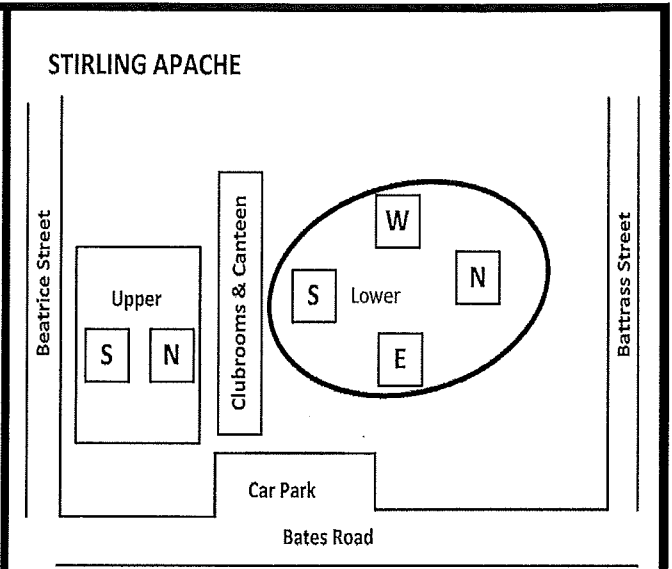 STIRLING APACHE
Beatrice Street
Upper
S
N
Clubrooms & Canteen
W
S
Lower
N
E
Battrass Street
Car Park
Bates Road